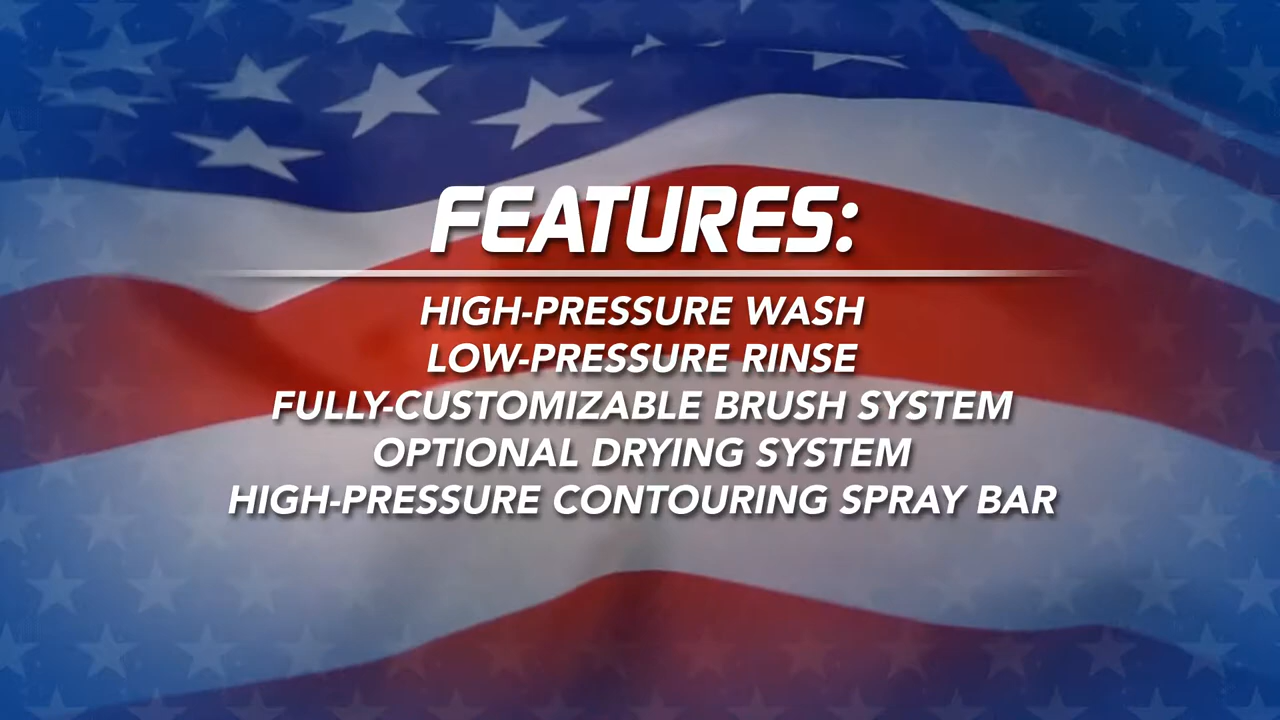 FEATURES:
HIGH-PRESSURE WASH
LOW-PRESSURE RINSE
FULLY-CUSTOMIZABLE BRUSH SYSTEM
OPTIONAL DRYING SYSTEM
HIGH-PRESSURE CONTOURING SPRAY BAR